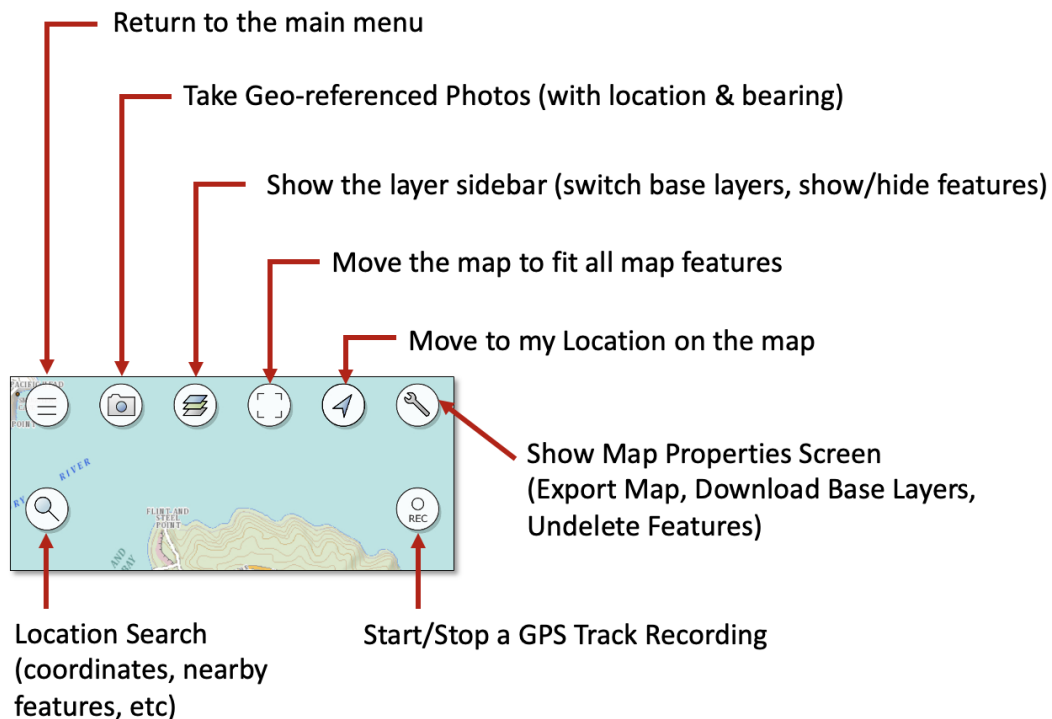 Return to the main menu
Take Geo-referenced Photos (with location & bearing)
Show the layer sidebar (switch base layers, show/hide features)
Move the map to fit all map features
Move to my Location on the map
POINT
RIVER
RY
FLINT AND
STEEL
POINT
REC
AND
Show Map Properties Screen
(Export Map, Download Base Layers,
Undelete Features)
Location Search
(coordinates, nearby
features, etc)
Start/Stop a GPS Track Recording